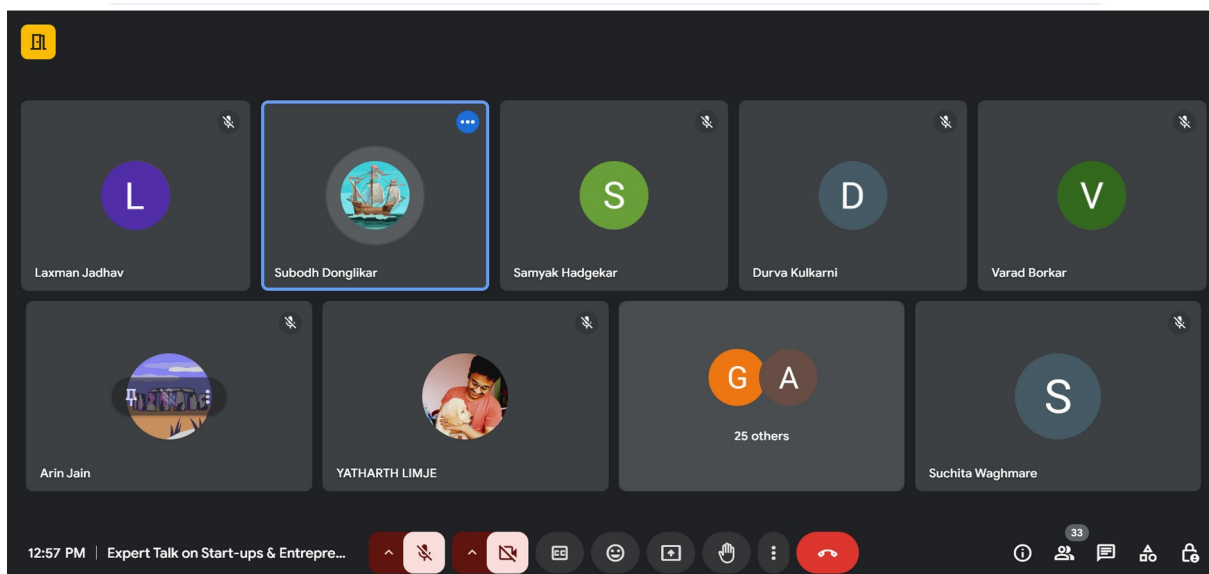 L
Laxman Jadhav
Subodh Donglikar
S
Samyak Hadgekar
D
Durva Kulkarni
V
Varad Borkar
Arin Jain
YATHARTH LIMJE
G A
25 others
S
Suchita Waghmare
12:57 PM | Expert Talk on Start-ups & Entrepre...
CC
33